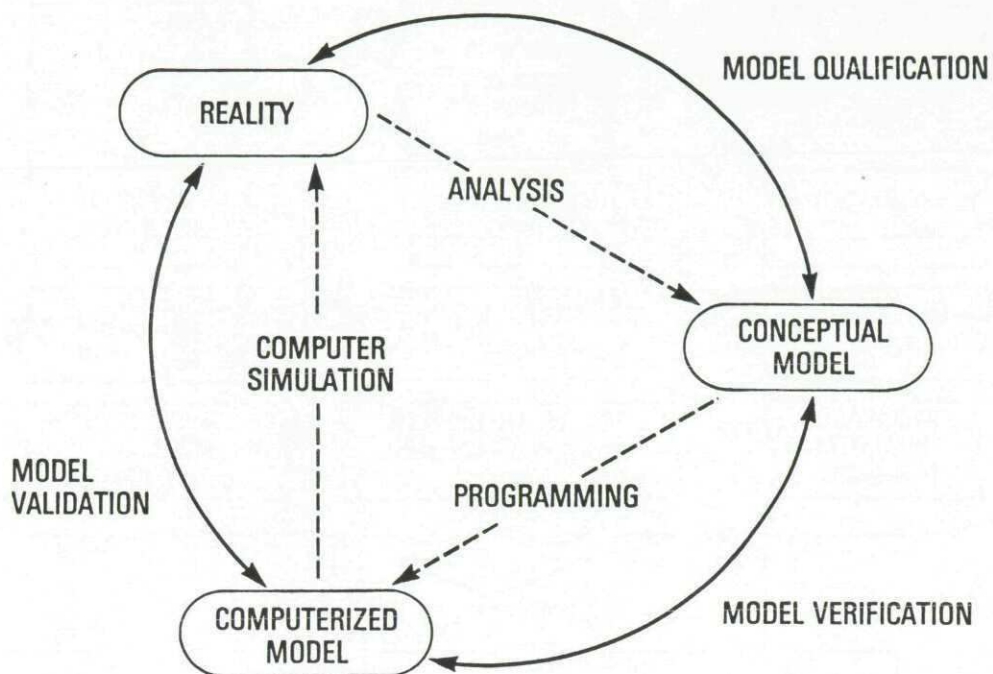 MODEL QUALIFICATION
REALITY
ANALYSIS
CONCEPTUAL
MODEL
COMPUTER
SIMULATION
MODEL
VALIDATION
PROGRAMMING
COMPUTERIZED
MODEL
MODEL VERIFICATION